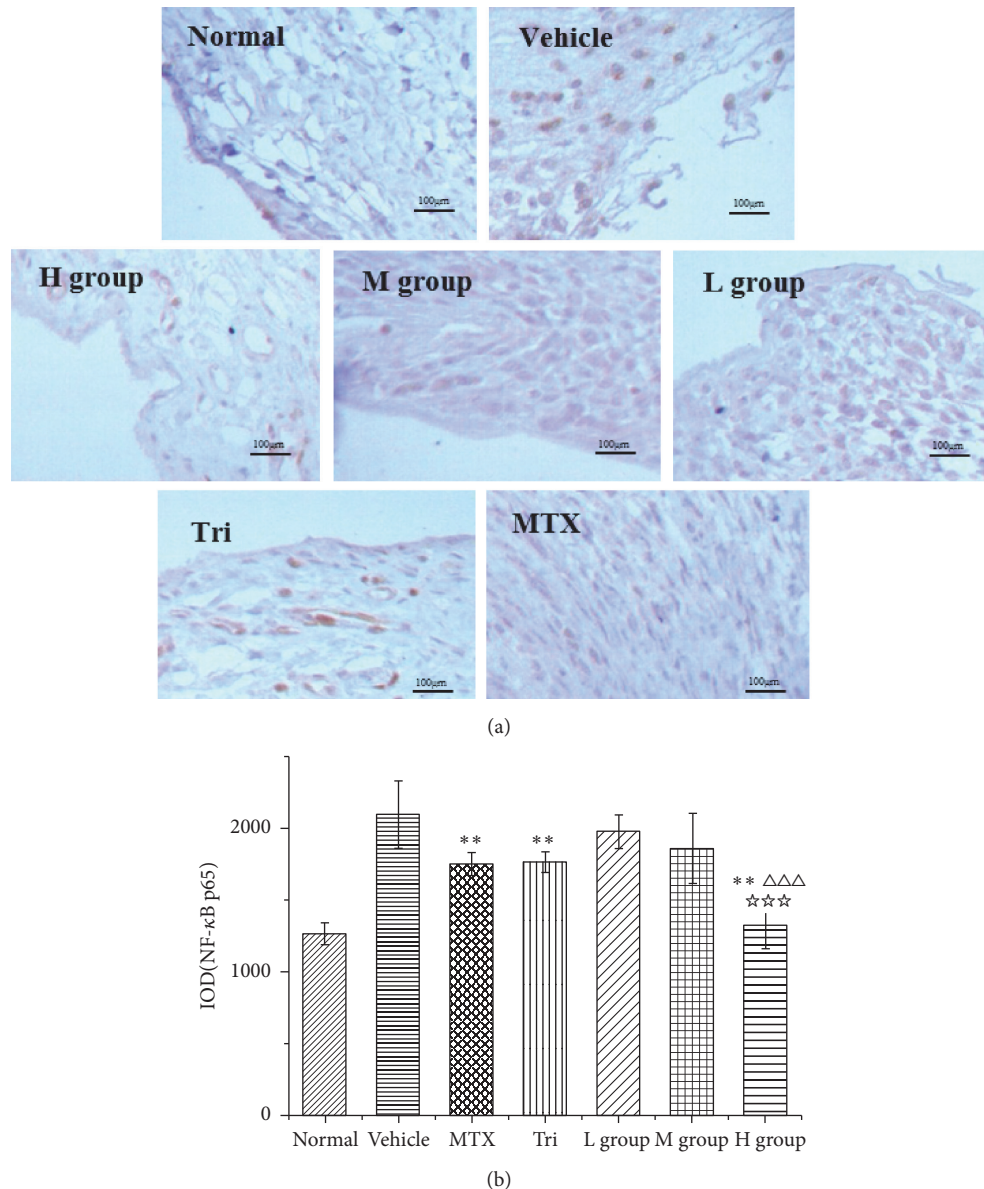 Normal
Vehicle
100μm
100μm
H group
M group
L group
100μm
100μm
100μm
Tri
MTX
100μm
100μm
(a)
2000
1000
0
IOD(NF-κB p65)
**
**
** △△△
☆☆☆
Normal Vehicle MTX Tri L group M group H group
(b)